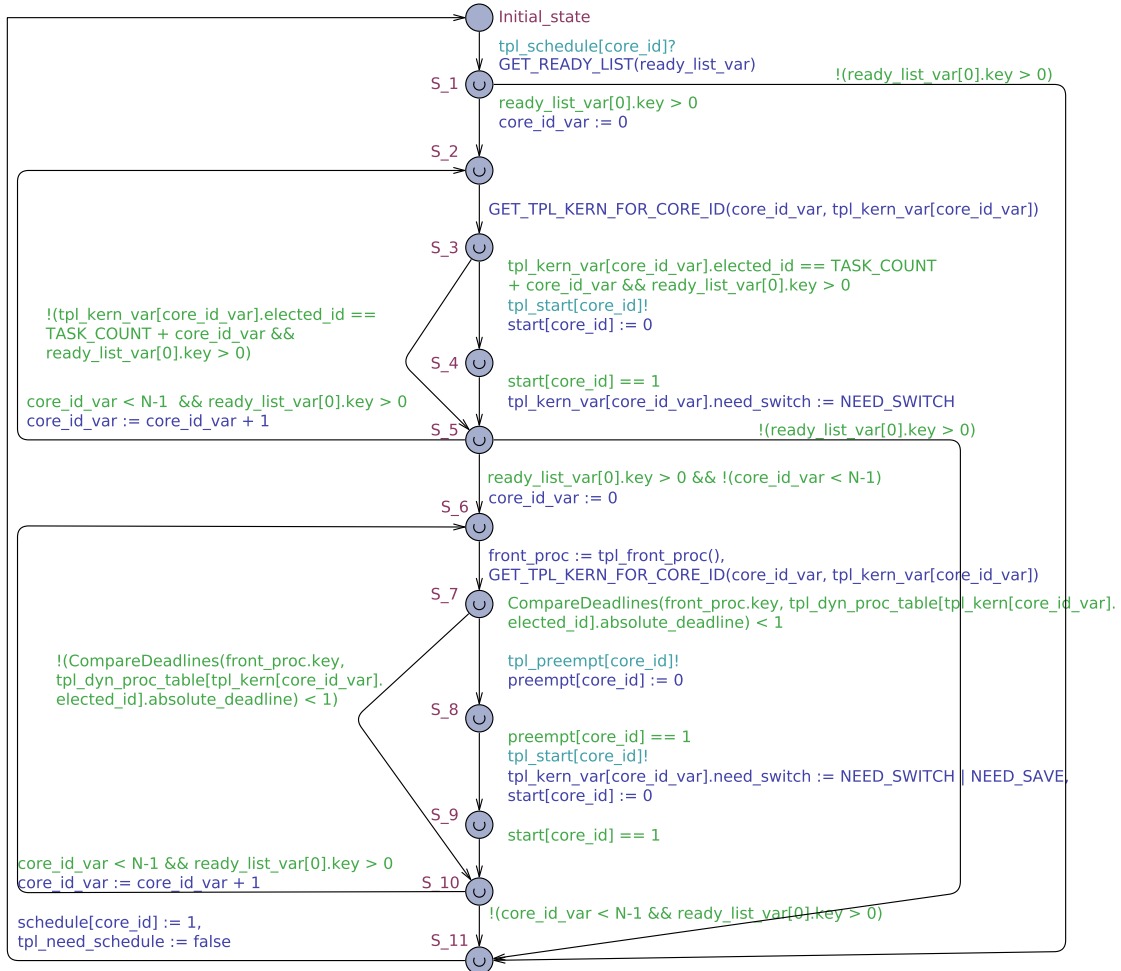 Initial_state
tpl_schedule[core_id]?
GET_READY_LIST(ready_list_var)
!(ready_list_var[0].key > 0)
S_1
ready_list_var[0].key > 0
core_id_var := 0
S_2
GET_TPL_KERN_FOR_CORE_ID(core_id_var, tpl_kern_var[core_id_var])
S_3
tpl_kern_var[core_id_var].elected_id == TASK_COUNT
+ core_id_var && ready_list_var[0].key > 0
tpl_start[core_id]!
start[core_id] := 0
!(tpl_kern_var[core_id_var].elected_id ==
TASK_COUNT + core_id_var &&
ready_list_var[0].key > 0)
S_4
start[core_id] == 1
tpl_kern_var[core_id_var].need_switch := NEED_SWITCH
core_id_var < N-1 && ready_list_var[0].key > 0
core_id_var := core_id_var + 1
S_5
!(ready_list_var[0].key > 0)
ready_list_var[0].key > 0 && !(core_id_var < N-1)
core_id_var := 0
S_6
front_proc := tpl_front_proc(),
GET_TPL_KERN_FOR_CORE_ID(core_id_var, tpl_kern_var[core_id_var])
S_7
CompareDeadlines(front_proc.key, tpl_dyn_proc_table[tpl_kern[core_id_var].
elected_id].absolute_deadline) < 1
tpl_preempt[core_id]!
preempt[core_id] := 0
!(CompareDeadlines(front_proc.key,
tpl_dyn_proc_table[tpl_kern[core_id_var].
elected_id].absolute_deadline) < 1)
S_8
preempt[core_id] == 1
tpl_start[core_id]!
tpl_kern_var[core_id_var].need_switch := NEED_SWITCH | NEED_SAVE,
start[core_id] := 0
S_9
start[core_id] == 1
core_id_var < N-1 && ready_list_var[0].key > 0
core_id_var := core_id_var + 1
S_10
!(core_id_var < N-1 && ready_list_var[0].key > 0)
schedule[core_id] := 1,
tpl_need_schedule := false
S_11